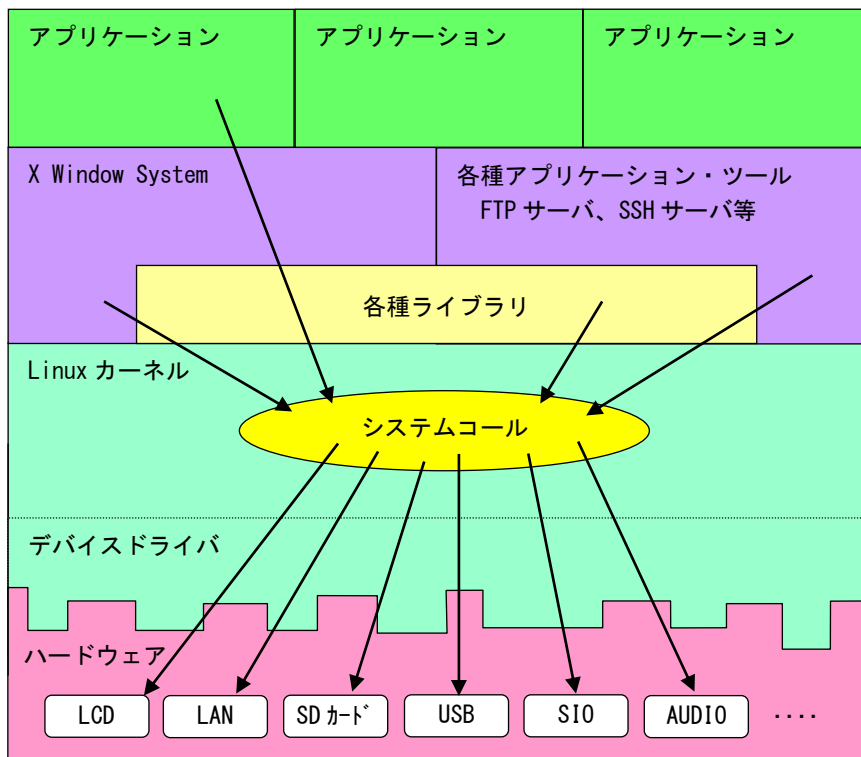 アプリケーション
アプリケーション
アプリケーション
X Window System
各種アプリケーション・ツール
FTP サーバ、SSH サーバ等
各種ライブラリ
Linux カーネル
システムコール
デバイスドライバ
ハードウェア
LCD
LAN
SD ｶｰﾄﾞ
USB
SIO
AUDIO
････